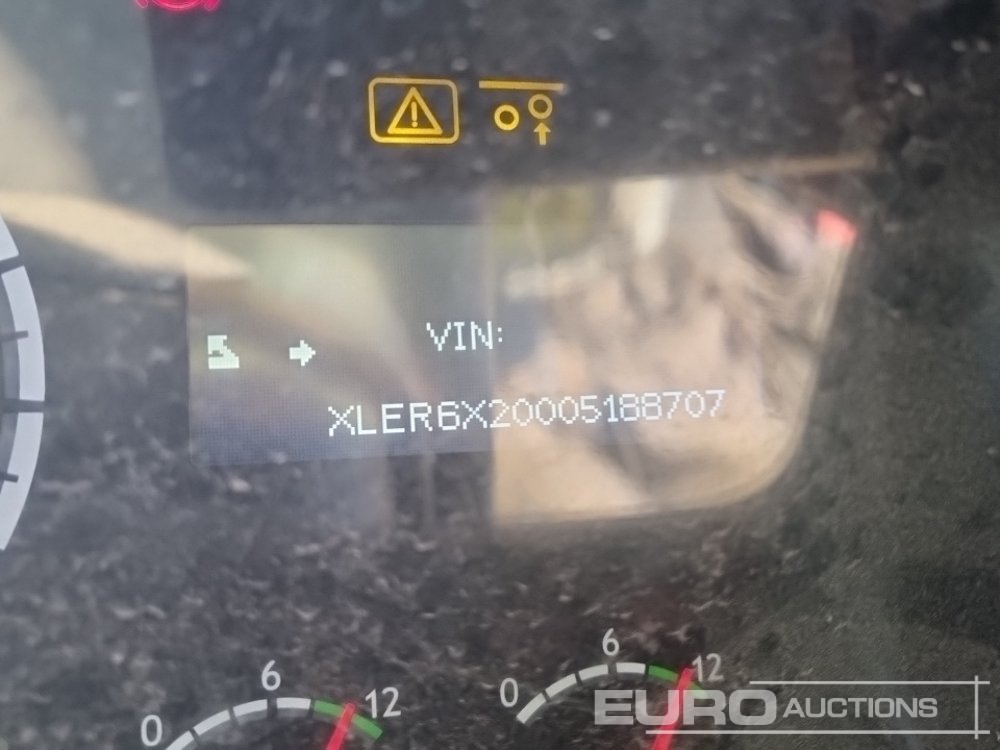 VIN:
XLER6X20005188707
0 6 12
0 6 12
EURO AUCTIONS